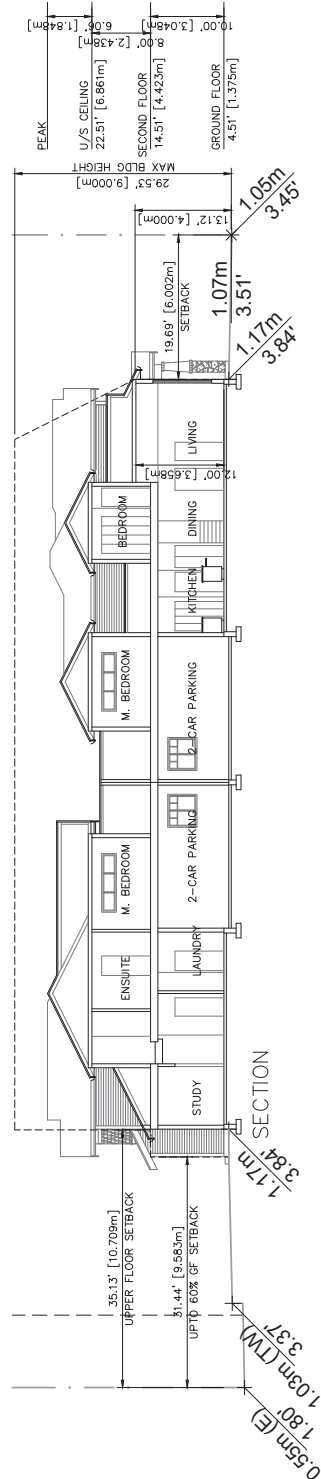 PEAK
6.06' [1.848m]
U/S CEILING
22.51' [6.861m]
8.00' [2.438m]
SECOND FLOOR
14.51' [4.423m]
10.00' [3.048m]
GROUND FLOOR
4.51' [1.375m]
29.53' [9.000m]
MAX BLDG HEIGHT
13.12' [4.000m]
19.69' [6.002m]
SETBACK
1.05m
3.45'
1.07m
3.51'
1.17m
3.84'
12.00' [3.658m]
BEDROOM
LIVING
DINING
KITCHEN
M. BEDROOM
2-CAR PARKING
M. BEDROOM
2-CAR PARKING
ENSUITE
LAUNDRY
STUDY
SECTION
1.17m
3.84'
35.13' [10.709m]
UPPER FLOOR SETBACK
31.44' [9.583m]
UPTO 60% GF SETBACK
1.03m (TW)
3.37'
0.55m (E)
1.80'